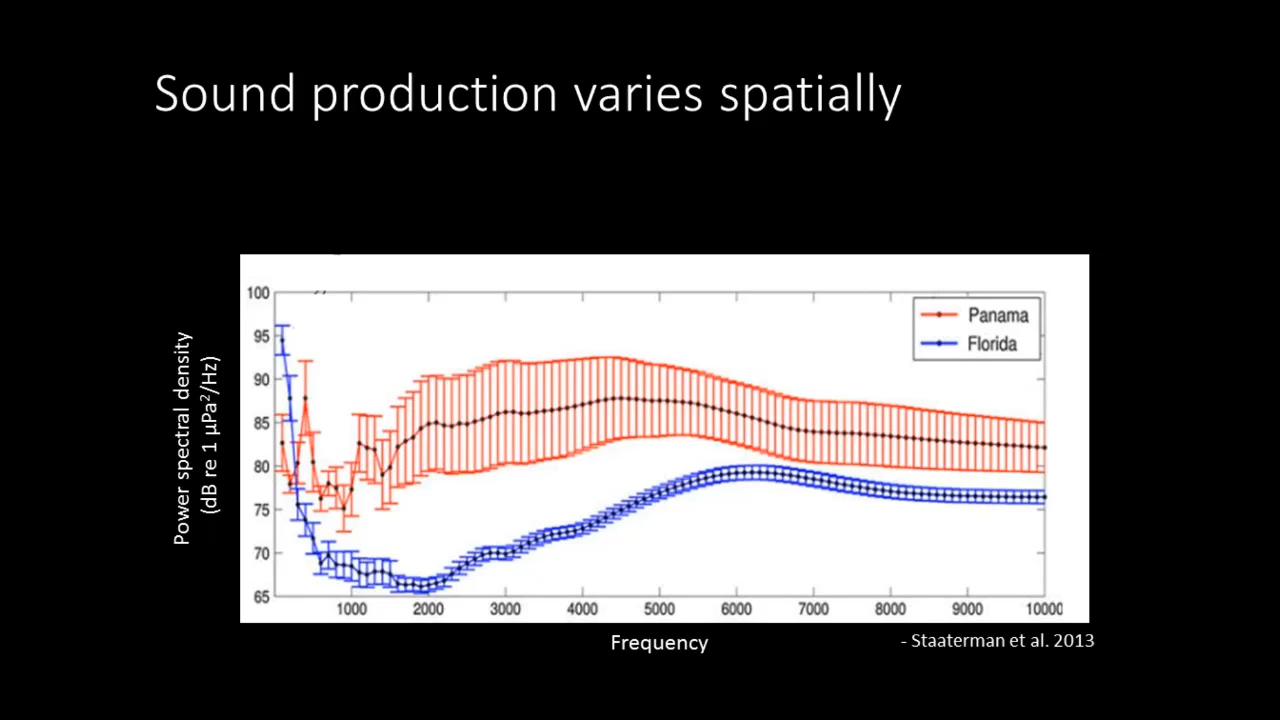 Sound production varies spatially
Power spectral density
(dB re 1 µPa²/Hz)
100
95
90
85
80
75
70
65
Panama
Florida
1000
2000
3000
4000
5000
6000
7000
8000
9000
10000
Frequency
- Staaterman et al. 2013